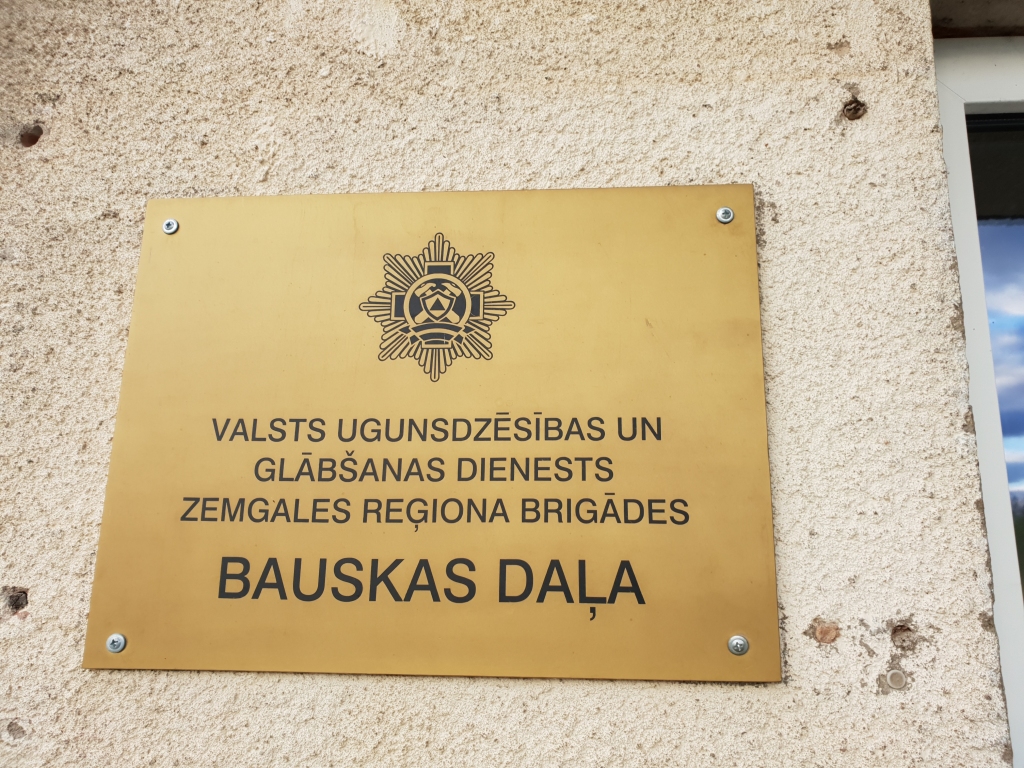 VALSTS UGUNSDZĒSĪBAS UN
GLĀBŠANAS DIENESTS
ZEMGALES REĢIONA BRIGĀDES
BAUSKAS DAĻA